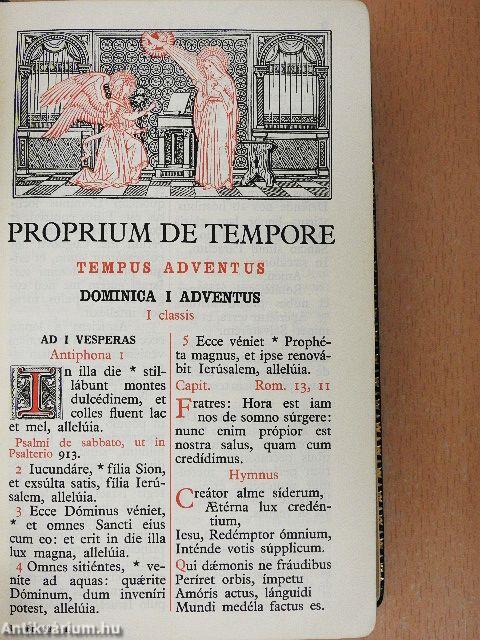 PROPRIUM DE TEMPORE
TEMPUS ADVENTUS
DOMINICA I ADVENTUS
I classis
AD I VESPERAS
Antiphona 1
In illa die * stil-
lábunt montes
dulcédinem, et
colles fluent lac
et mel, allelúia.
Psalmi de sabbato, ut in
Psalterio 913.
2 Iucundáre, * fília Sion,
et exsúlta satis, fília Ierú-
salem, allelúia.
3 Ecce Dóminus véniet,
* et omnes Sancti eius
cum eo: et erit in die illa
lux magna, allelúia.
4 Omnes sitiéntes, * ve-
níte ad aquas: quǽrite
Dóminum, dum inveníri
potest, allelúia.
5 Ecce véniet * Prophé-
ta magnus, et ipse renová-
bit Ierúsalem, allelúia.
Capit. Rom. 13, 11
Fratres: Hora est iam
nos de somno súrgere:
nunc enim própior est
nostra salus, quam cum
credídimus.
Hymnus
Creátor alme síderum,
Ætérna lux credén-
tium,
Iesu, Redémptor ómnium,
Inténde votis súpplicum.
Qui dǽmonis ne fráudibus
Períret orbis, ímpetu
Amóris actus, lánguidi
Mundi medéla factus es.
Antikvárium.hu